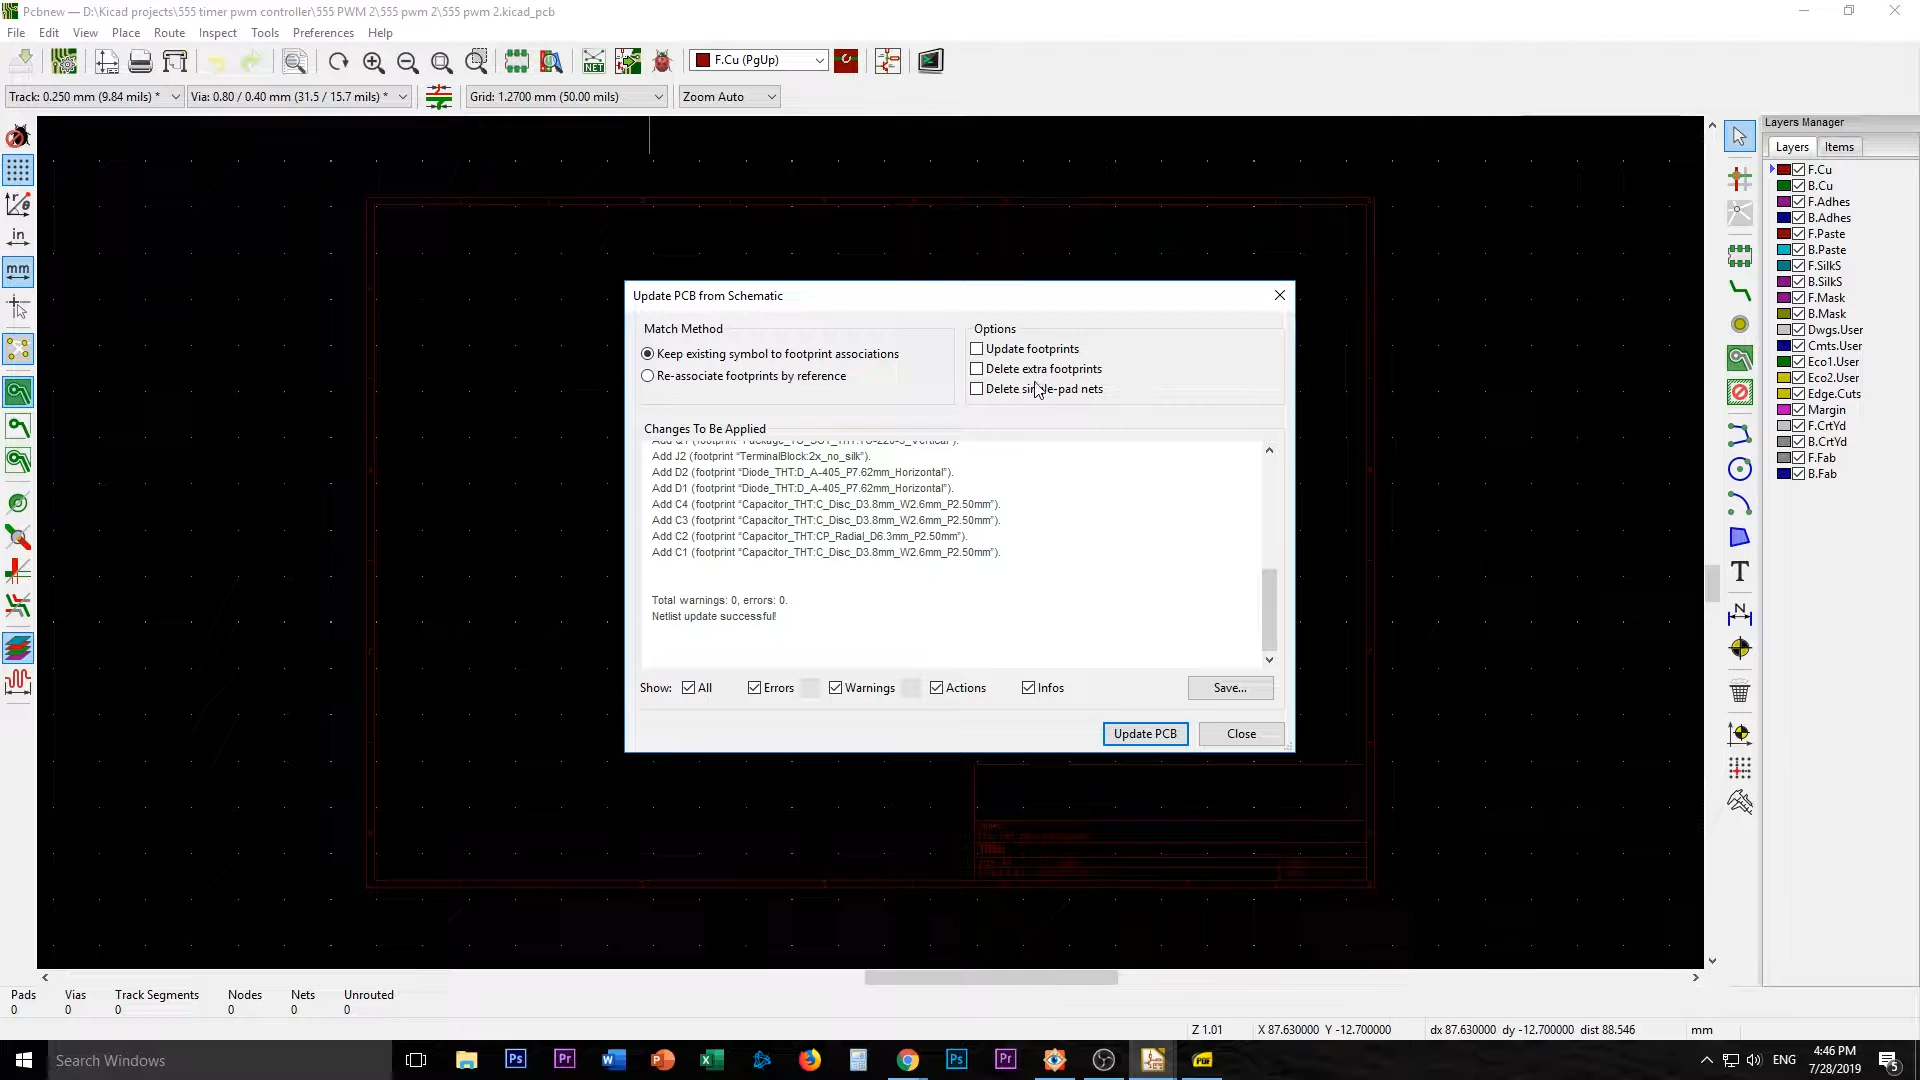 Pcbnew — D:\Kicad projects\555 timer pwm controller\555 PWM 2\555 pwm 2\555 pwm 2.kicad_pcb
File Edit View Place Route Inspect Tools Preferences Help
NET
F.Cu (PgUp)
Track: 0.250 mm (9.84 mils) *
Via: 0.80 / 0.40 mm (31.5 / 15.7 mils) *
Grid: 1.2700 mm (50.00 mils)
Zoom Auto
in
mm
Update PCB from Schematic
Match Method
Keep existing symbol to footprint associations
Re-associate footprints by reference
Options
Update footprints
Delete extra footprints
Delete single-pad nets
Changes To Be Applied
Add J2 (footprint “TerminalBlock:2x_no_silk”).
Add D2 (footprint “Diode_THT:D_A-405_P7.62mm_Horizontal”).
Add D1 (footprint “Diode_THT:D_A-405_P7.62mm_Horizontal”).
Add C4 (footprint “Capacitor_THT:C_Disc_D3.8mm_W2.6mm_P2.50mm”).
Add C3 (footprint “Capacitor_THT:C_Disc_D3.8mm_W2.6mm_P2.50mm”).
Add C2 (footprint “Capacitor_THT:CP_Radial_D6.3mm_P2.50mm”).
Add C1 (footprint “Capacitor_THT:C_Disc_D3.8mm_W2.6mm_P2.50mm”).
Total warnings: 0, errors: 0.
Netlist update successful!
Show: All Errors Warnings Actions Infos Save...
Update PCB Close
Layers Manager
Layers Items
F.Cu
B.Cu
F.Adhes
B.Adhes
F.Paste
B.Paste
F.SilkS
B.SilkS
F.Mask
B.Mask
Dwgs.User
Cmts.User
Eco1.User
Eco2.User
Edge.Cuts
Margin
F.CrtYd
B.CrtYd
F.Fab
B.Fab
Pads Vias Track Segments Nodes Nets Unrouted
0 0 0 0 0 0
Z 1.01 X 87.630000 Y -12.700000 dx 87.630000 dy -12.700000 dist 88.546 mm
Search Windows
ENG
4:46 PM
7/28/2019
5